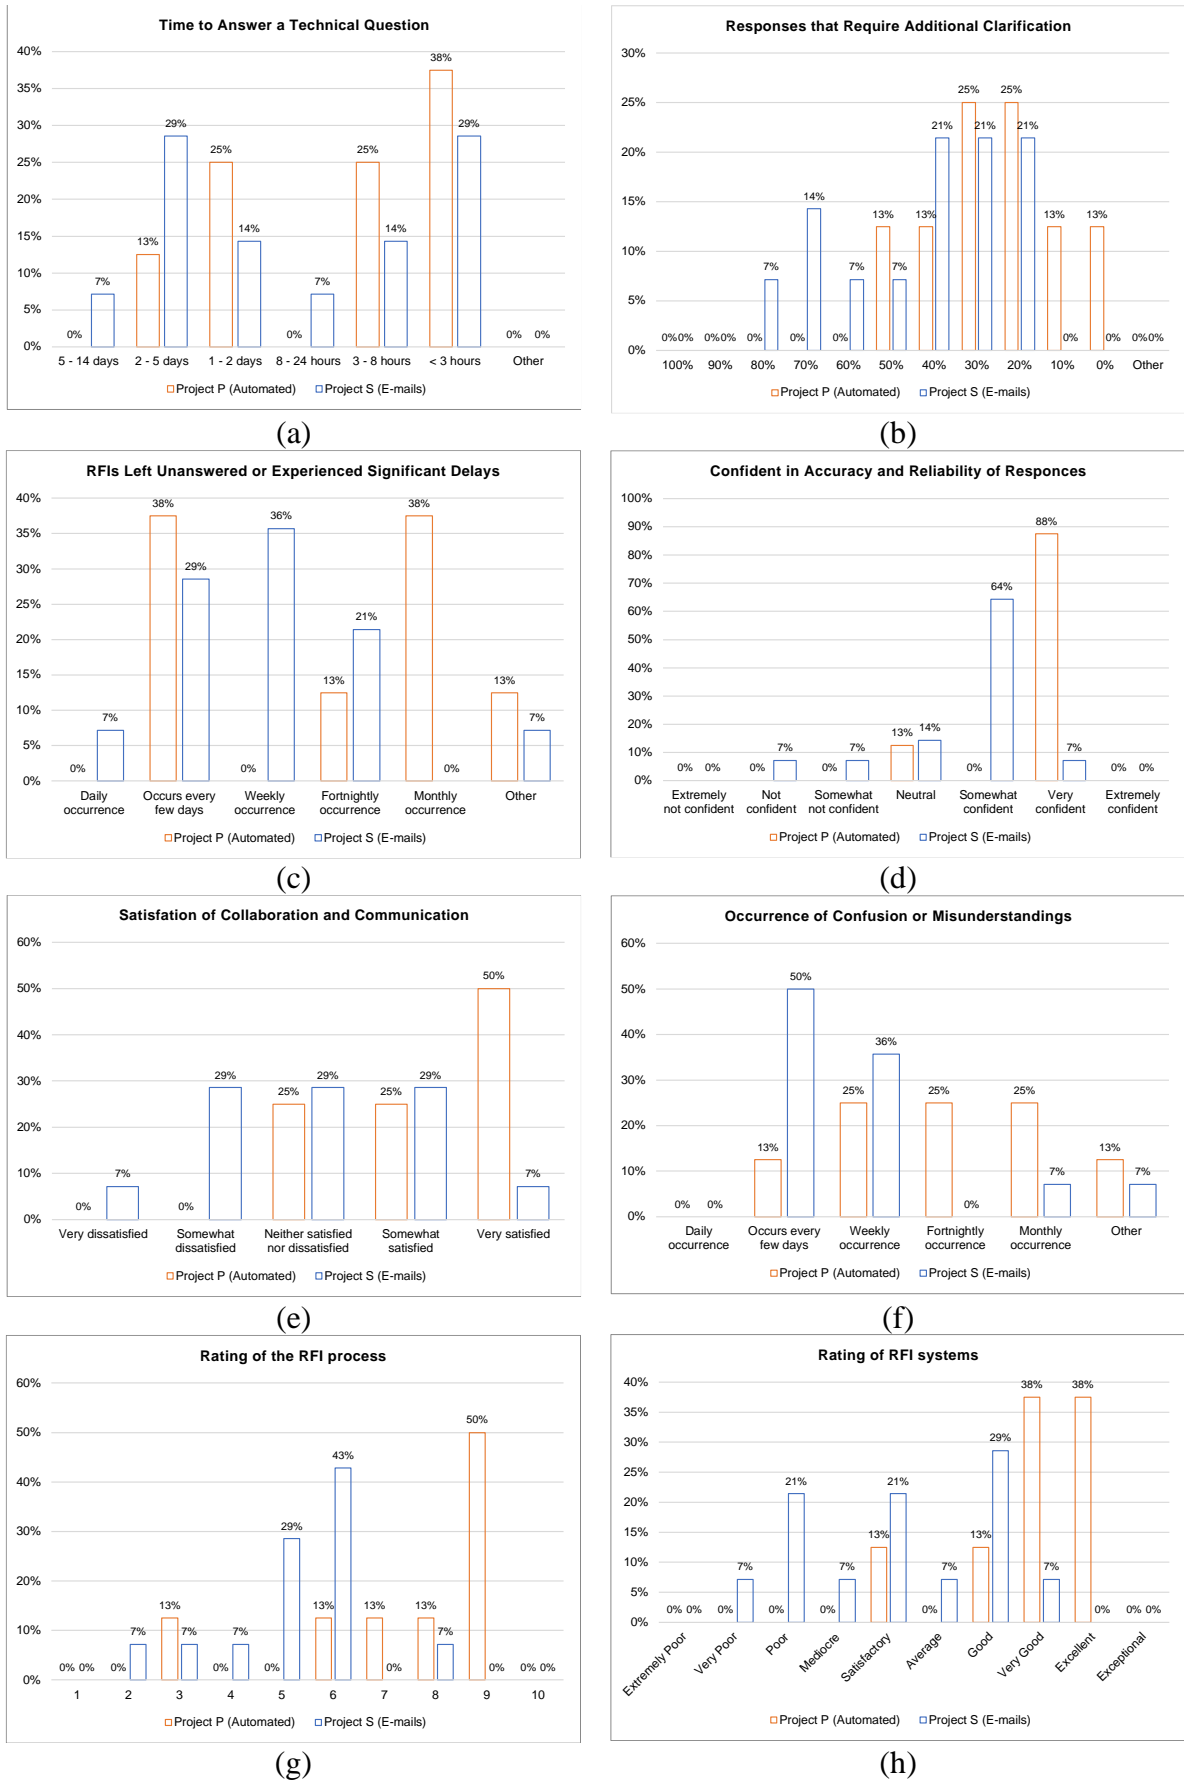 Time to Answer a Technical Question
40%
35%
30%
25%
20%
15%
10%
5%
0%
0% 7% 13% 29% 25% 14% 0% 7% 25% 14% 38% 29% 0% 0%
5 - 14 days 2 - 5 days 1 - 2 days 8 - 24 hours 3 - 8 hours < 3 hours Other
Project P (Automated) Project S (E-mails)
(a)
Responses that Require Additional Clarification
30%
25%
20%
15%
10%
5%
0%
0% 0% 0% 0% 0% 7% 0% 14% 0% 7% 13% 7% 13% 21% 25% 21% 25% 21% 13% 0% 13% 0% 0% 0%
100% 90% 80% 70% 60% 50% 40% 30% 20% 10% 0% Other
Project P (Automated) Project S (E-mails)
(b)
RFIs Left Unanswered or Experienced Significant Delays
40%
35%
30%
25%
20%
15%
10%
5%
0%
0% 7% 38% 29% 0% 36% 13% 21% 38% 0% 13% 7%
Daily Occurs every Weekly Fortnightly Monthly Other
occurrence few days occurrence occurrence occurrence
Project P (Automated) Project S (E-mails)
(c)
Confident in Accuracy and Reliability of Responces
100%
90%
80%
70%
60%
50%
40%
30%
20%
10%
0%
0% 0% 0% 7% 0% 7% 13% 14% 0% 64% 88% 7% 0% 0%
Extremely Not Somewhat Neutral Somewhat Very Extremely
not confident confident not confident confident confident confident
Project P (Automated) Project S (E-mails)
(d)
Satisfation of Collaboration and Communication
60%
50%
40%
30%
20%
10%
0%
0% 7% 0% 29% 25% 29% 25% 29% 50% 7%
Very dissatisfied Somewhat Neither satisfied Somewhat Very satisfied
dissatisfied nor dissatisfied satisfied
Project P (Automated) Project S (E-mails)
(e)
Occurrence of Confusion or Misunderstandings
60%
50%
40%
30%
20%
10%
0%
0% 0% 13% 50% 25% 36% 25% 0% 25% 7% 13% 7%
Daily Occurs every Weekly Fortnightly Monthly Other
occurrence few days occurrence occurrence occurrence
Project P (Automated) Project S (E-mails)
(f)
Rating of the RFI process
60%
50%
40%
30%
20%
10%
0%
0% 0% 0% 7% 13% 7% 0% 7% 0% 29% 13% 43% 13% 0% 13% 7% 50% 0% 0% 0%
1 2 3 4 5 6 7 8 9 10
Project P (Automated) Project S (E-mails)
(g)
Rating of RFI systems
40%
35%
30%
25%
20%
15%
10%
5%
0%
0% 0% 0% 7% 0% 21% 0% 7% 13% 21% 0% 7% 13% 29% 38% 7% 38% 0% 0% 0%
Extremely Poor Very Poor Poor Mediocre Satisfactory Average Good Very Good Excellent Exceptional
Project P (Automated) Project S (E-mails)
(h)